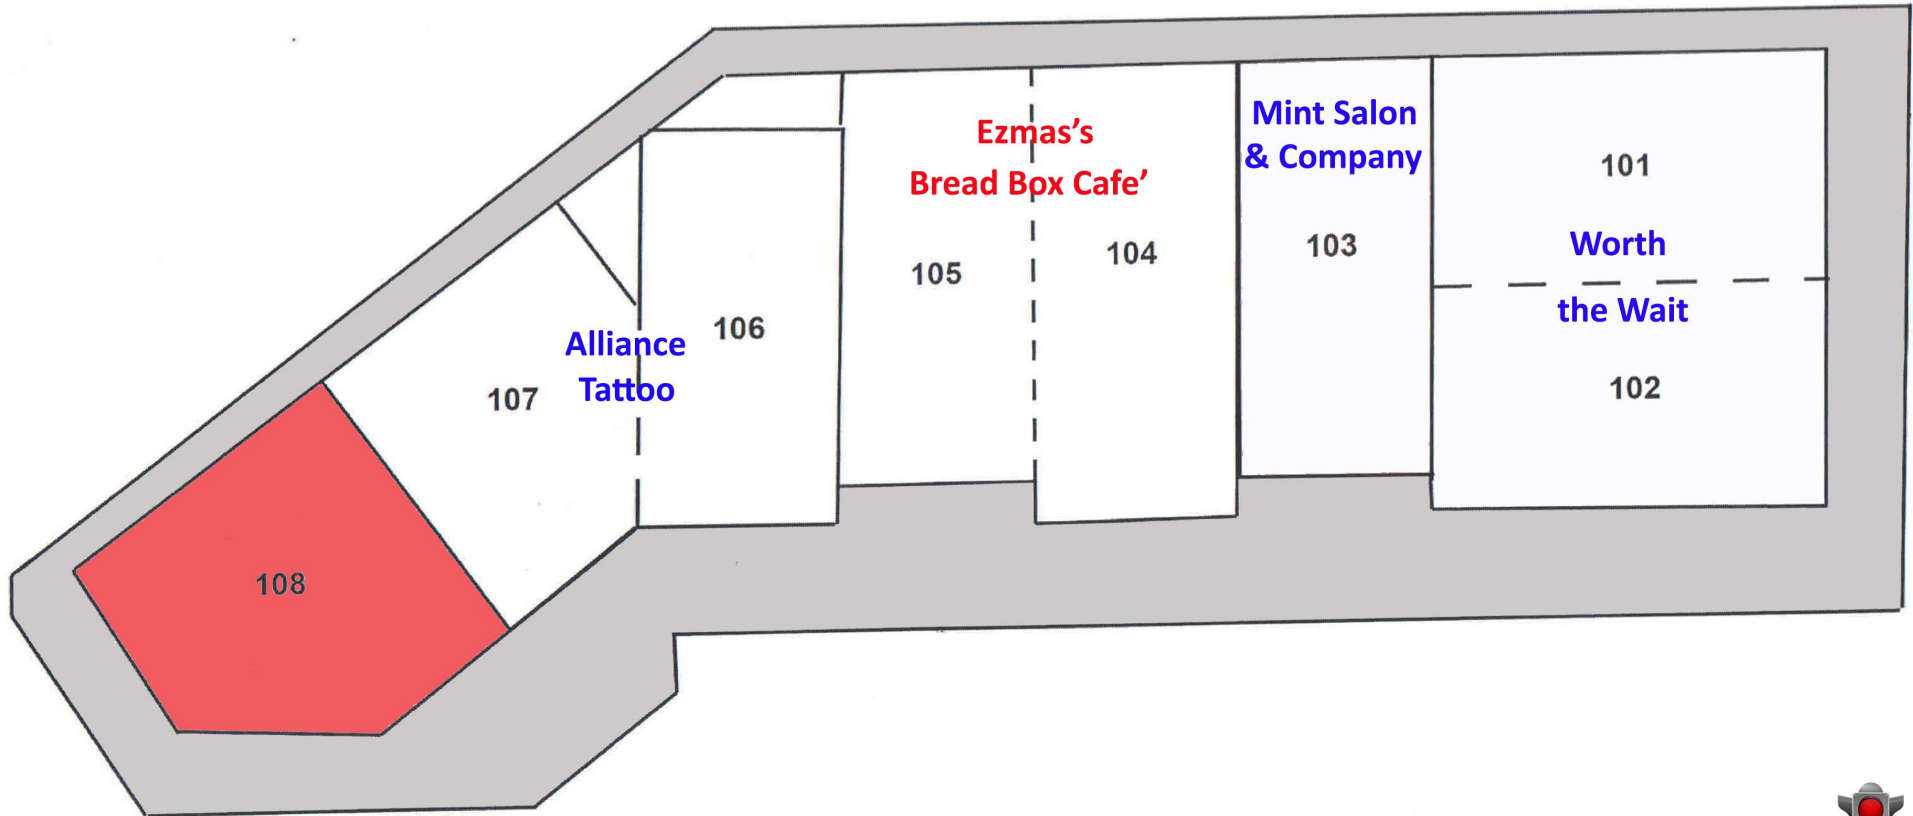 Ezmas's
Bread Box Cafe'
Mint Salon
& Company
101
Worth
the Wait
102
103
104
105
106
Alliance
Tattoo
107
108